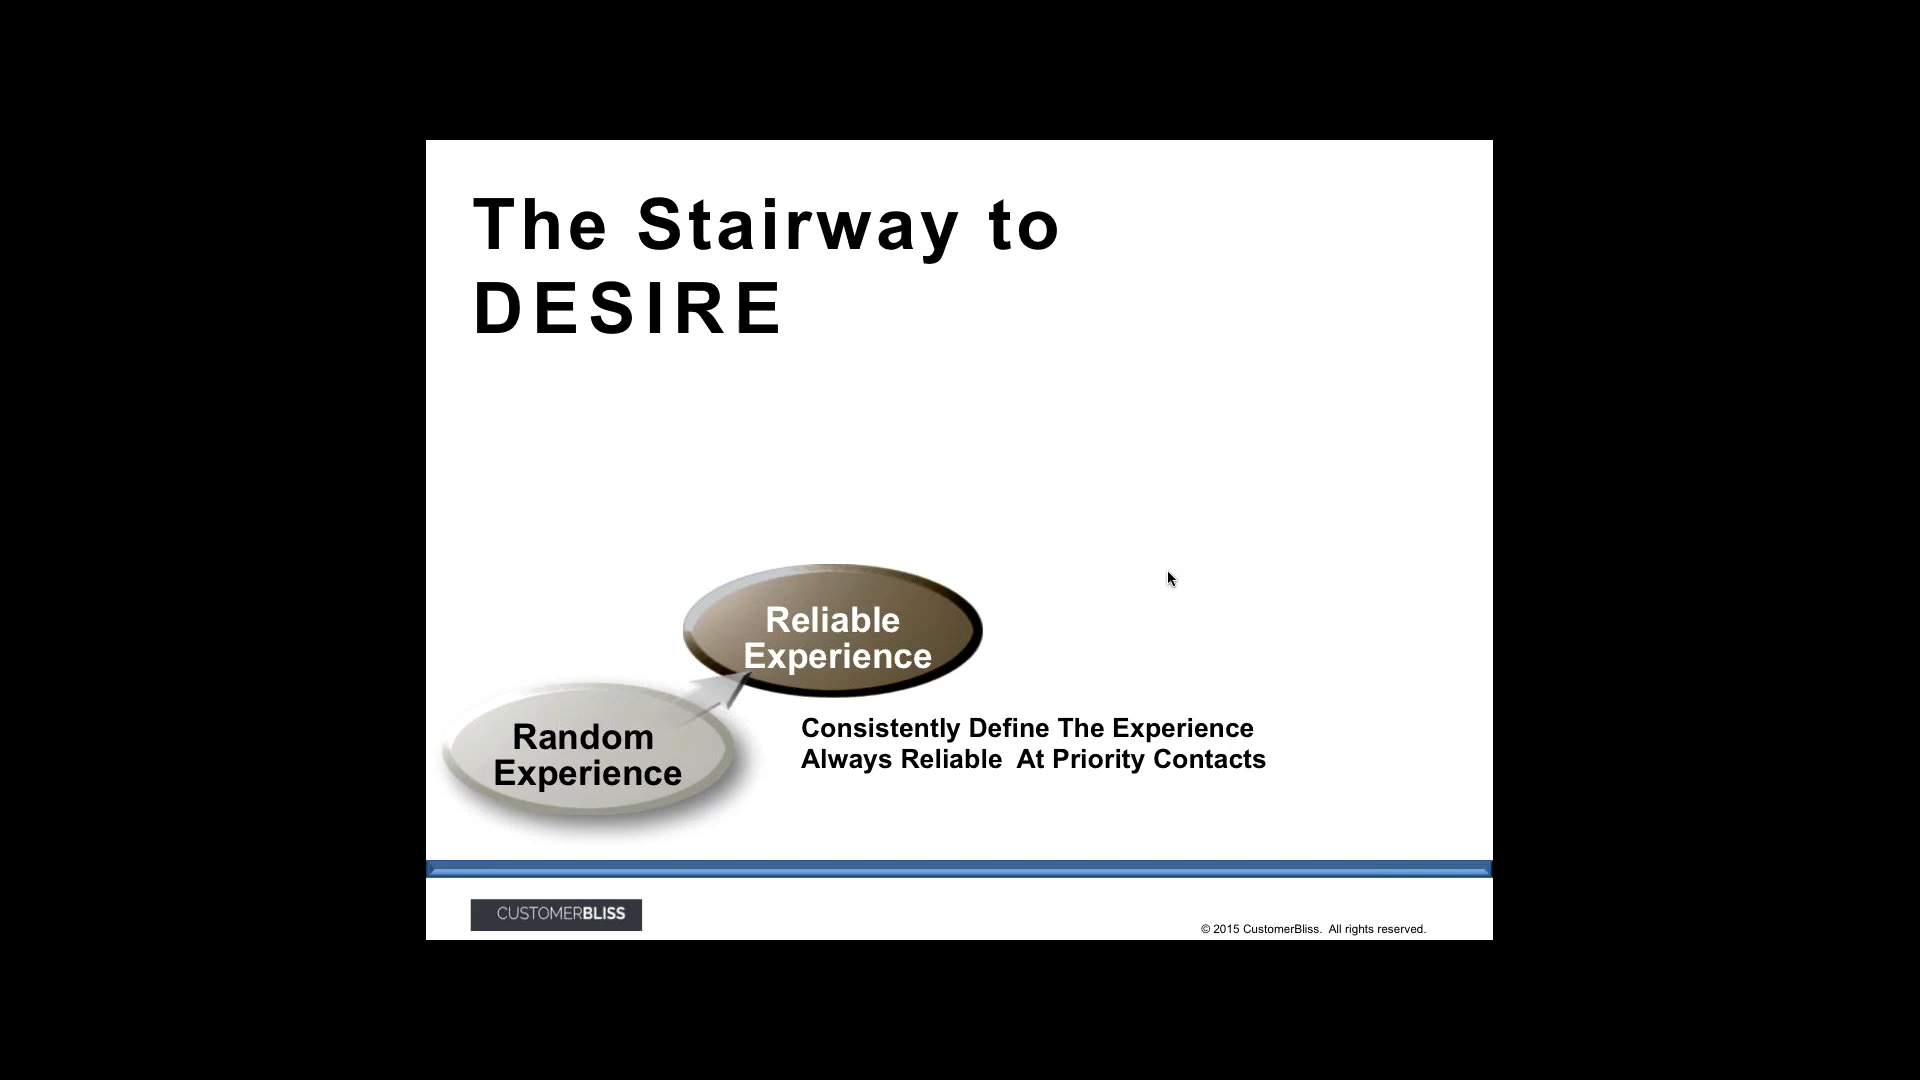 The Stairway to
DESIRE
Reliable
Experience
Random
Experience
Consistently Define The Experience
Always Reliable  At Priority Contacts
CUSTOMERBLISS
© 2015 CustomerBliss.  All rights reserved.